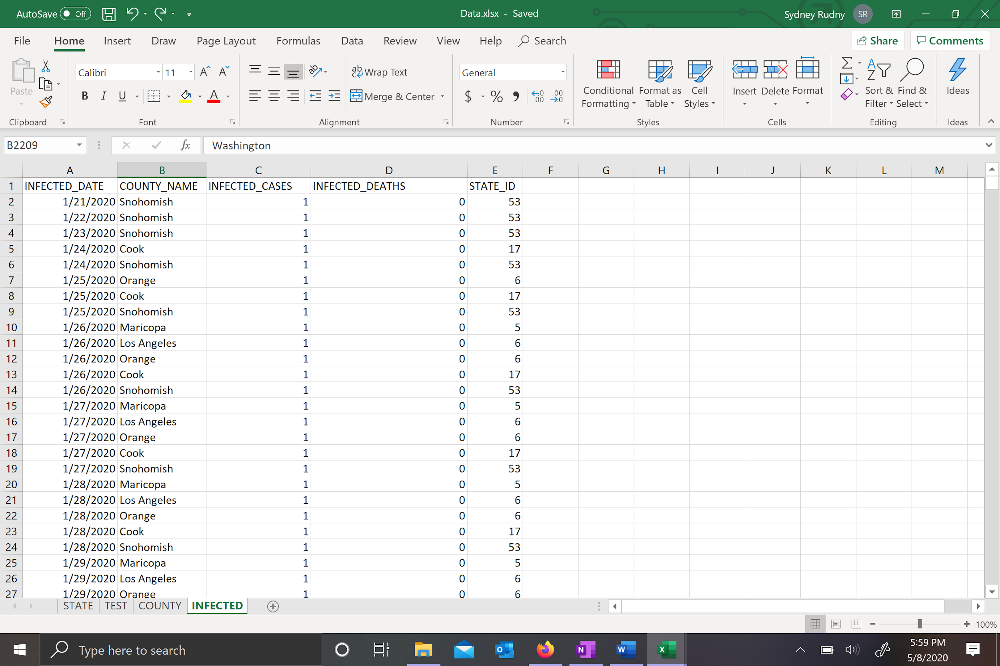 AutoSave Off Data.xlsx - Saved Sydney Rudny SR
File Home Insert Draw Page Layout Formulas Data Review View Help Search Share Comments
Paste Calibri 11 Wrap Text General Conditional Formatting Format as Table Cell Styles Insert Delete Format Sort & Filter Find & Select Ideas
B I U Merge & Center $ % , .00 .0
Clipboard Font Alignment Number Styles Cells Editing Ideas
B2209 fx Washington
A B C D E F G H I J K L M
1 INFECTED_DATE COUNTY_NAME INFECTED_CASES INFECTED_DEATHS STATE_ID
2 1/21/2020 Snohomish 1 0 53
3 1/22/2020 Snohomish 1 0 53
4 1/23/2020 Snohomish 1 0 53
5 1/24/2020 Cook 1 0 17
6 1/24/2020 Snohomish 1 0 53
7 1/25/2020 Orange 1 0 6
8 1/25/2020 Cook 1 0 17
9 1/25/2020 Snohomish 1 0 53
10 1/26/2020 Maricopa 1 0 5
11 1/26/2020 Los Angeles 1 0 6
12 1/26/2020 Orange 1 0 6
13 1/26/2020 Cook 1 0 17
14 1/26/2020 Snohomish 1 0 53
15 1/27/2020 Maricopa 1 0 5
16 1/27/2020 Los Angeles 1 0 6
17 1/27/2020 Orange 1 0 6
18 1/27/2020 Cook 1 0 17
19 1/27/2020 Snohomish 1 0 53
20 1/28/2020 Maricopa 1 0 5
21 1/28/2020 Los Angeles 1 0 6
22 1/28/2020 Orange 1 0 6
23 1/28/2020 Cook 1 0 17
24 1/28/2020 Snohomish 1 0 53
25 1/29/2020 Maricopa 1 0 5
26 1/29/2020 Los Angeles 1 0 6
27 1/29/2020 Orange 1 0 6
STATE TEST COUNTY INFECTED
100%
Type here to search 5:59 PM
5/8/2020